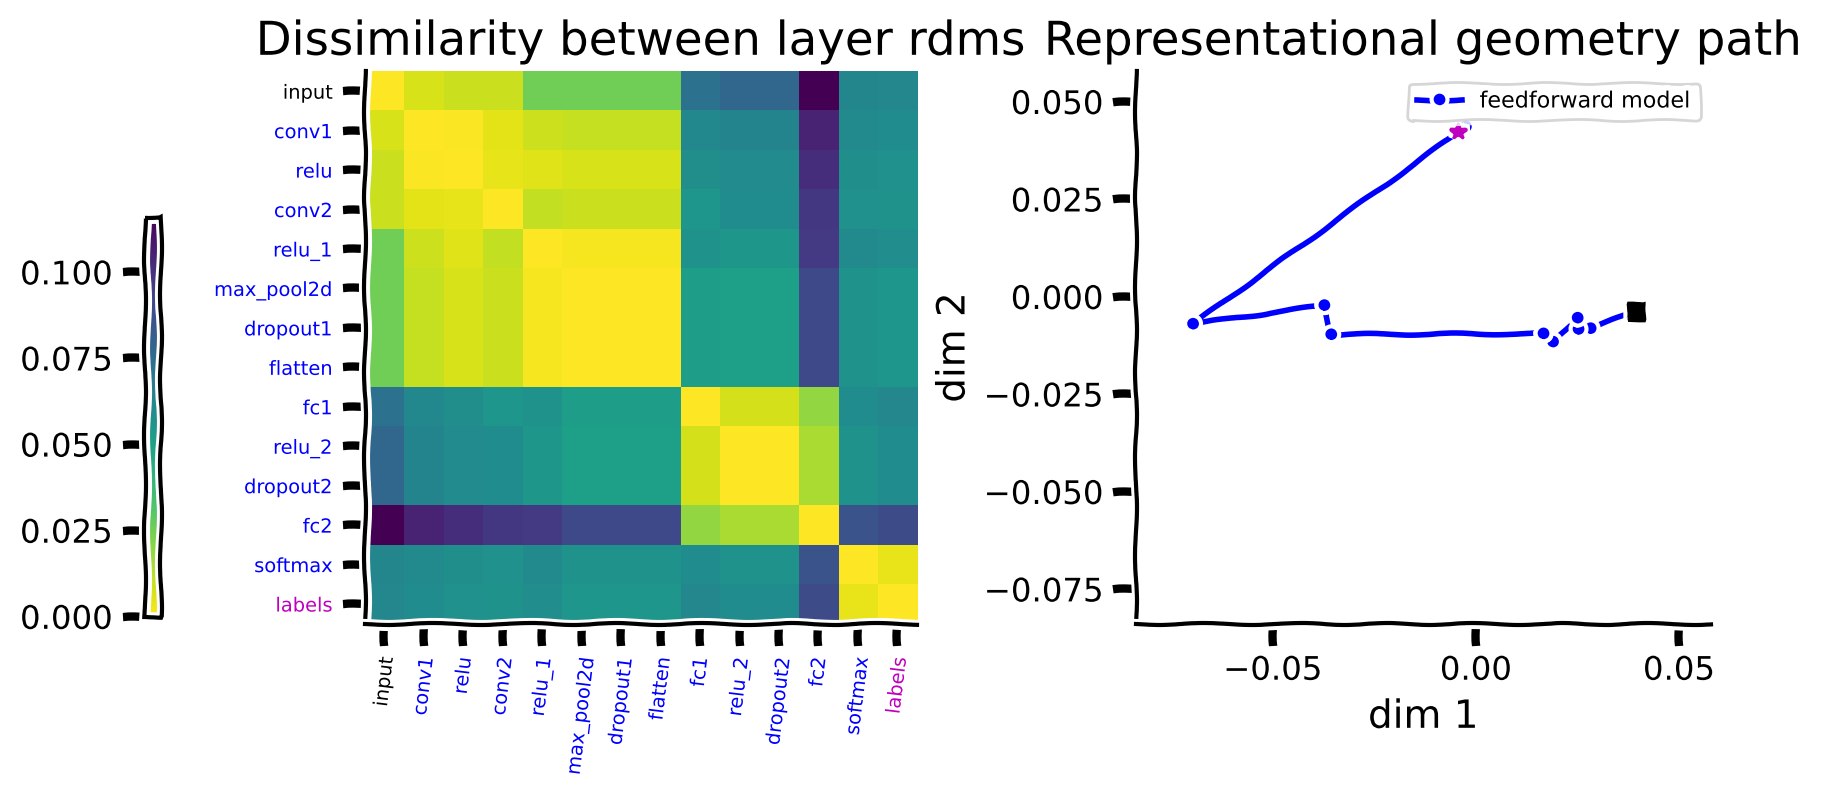 Dissimilarity between layer rdms
Representational geometry path
input
conv1
relu
conv2
relu_1
max_pool2d
dropout1
flatten
fc1
relu_2
dropout2
fc2
softmax
labels
0.100
0.075
0.050
0.025
0.000
input
conv1
relu
conv2
relu_1
max_pool2d
dropout1
flatten
fc1
relu_2
dropout2
fc2
softmax
labels
feedforward model
0.050
0.025
0.000
−0.025
−0.050
−0.075
dim 2
−0.05
0.00
0.05
dim 1